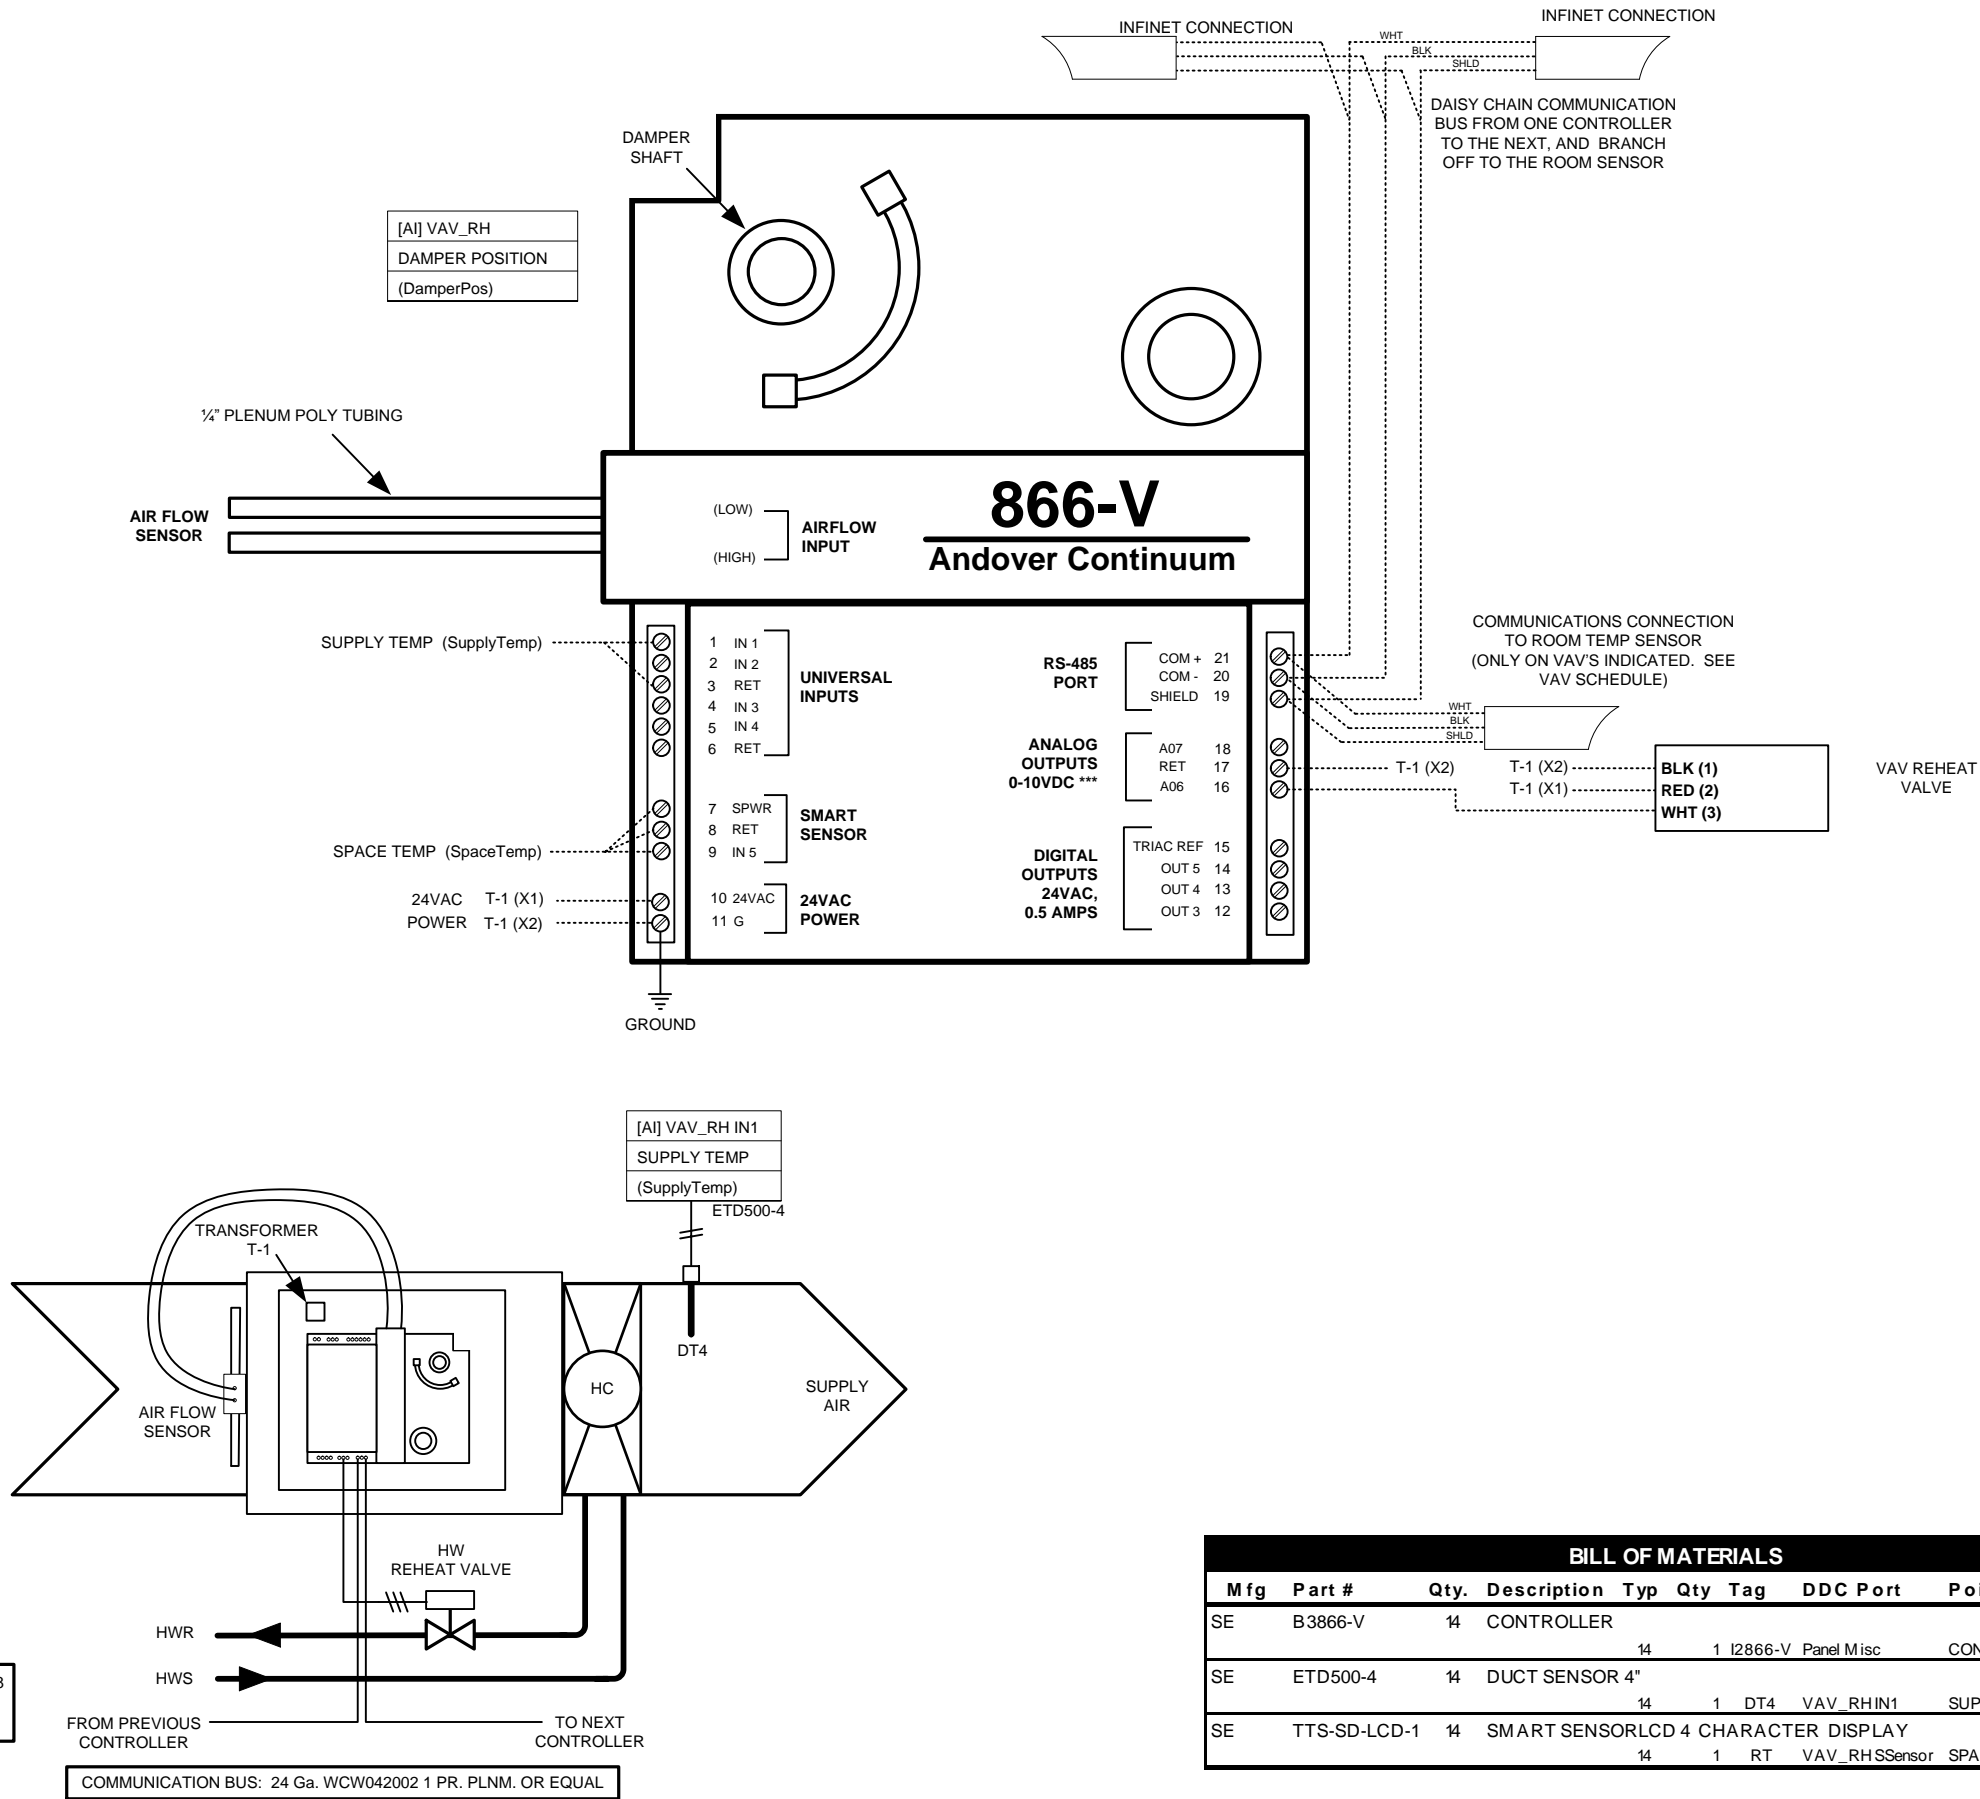 INFINET CONNECTION
INFINET CONNECTION
WHT
BLK
SHLD
DAISY CHAIN COMMUNICATION
BUS FROM ONE CONTROLLER
TO THE NEXT, AND BRANCH
OFF TO THE ROOM SENSOR
DAMPER
SHAFT
[AI] VAV_RH
DAMPER POSITION
(DamperPos)
¼” PLENUM POLY TUBING
AIR FLOW
SENSOR
(LOW)
(HIGH)
AIRFLOW
INPUT
866-V
Andover Continuum
SUPPLY TEMP (SupplyTemp)
1 IN 1
2 IN 2
3 RET
4 IN 3
5 IN 4
6 RET
UNIVERSAL
INPUTS
SPACE TEMP (SpaceTemp)
7 SPWR
8 RET
9 IN 5
SMART
SENSOR
24VAC T-1 (X1)
POWER T-1 (X2)
10 24VAC
11 G
24VAC
POWER
GROUND
RS-485
PORT
COM + 21
COM - 20
SHIELD 19
ANALOG
OUTPUTS
0-10VDC ***
A07 18
RET 17
A06 16
DIGITAL
OUTPUTS
24VAC,
0.5 AMPS
TRIAC REF 15
OUT 5 14
OUT 4 13
OUT 3 12
COMMUNICATIONS CONNECTION
TO ROOM TEMP SENSOR
(ONLY ON VAV'S INDICATED. SEE
VAV SCHEDULE)
WHT
BLK
SHLD
T-1 (X2)
T-1 (X2)
T-1 (X1)
BLK (1)
RED (2)
WHT (3)
VAV REHEAT
VALVE
[AI] VAV_RH IN1
SUPPLY TEMP
(SupplyTemp)
ETD500-4
TRANSFORMER
T-1
DT4
HC
SUPPLY
AIR
AIR FLOW
SENSOR
HW
REHEAT VALVE
HWR
HWS
FROM PREVIOUS
CONTROLLER
TO NEXT
CONTROLLER
COMMUNICATION BUS: 24 Ga. WCW042002 1 PR. PLNM. OR EQUAL
BILL OF MATERIALS
Mfg Part # Qty. Description Typ Qty Tag DDC Port Poi
SE B3866-V 14 CONTROLLER
14 1 I2866-V Panel Misc CON
SE ETD500-4 14 DUCT SENSOR 4"
14 1 DT4 VAV_RH IN1 SUP
SE TTS-SD-LCD-1 14 SMART SENSORLCD 4 CHARACTER DISPLAY
14 1 RT VAV_RH SSensor SPA